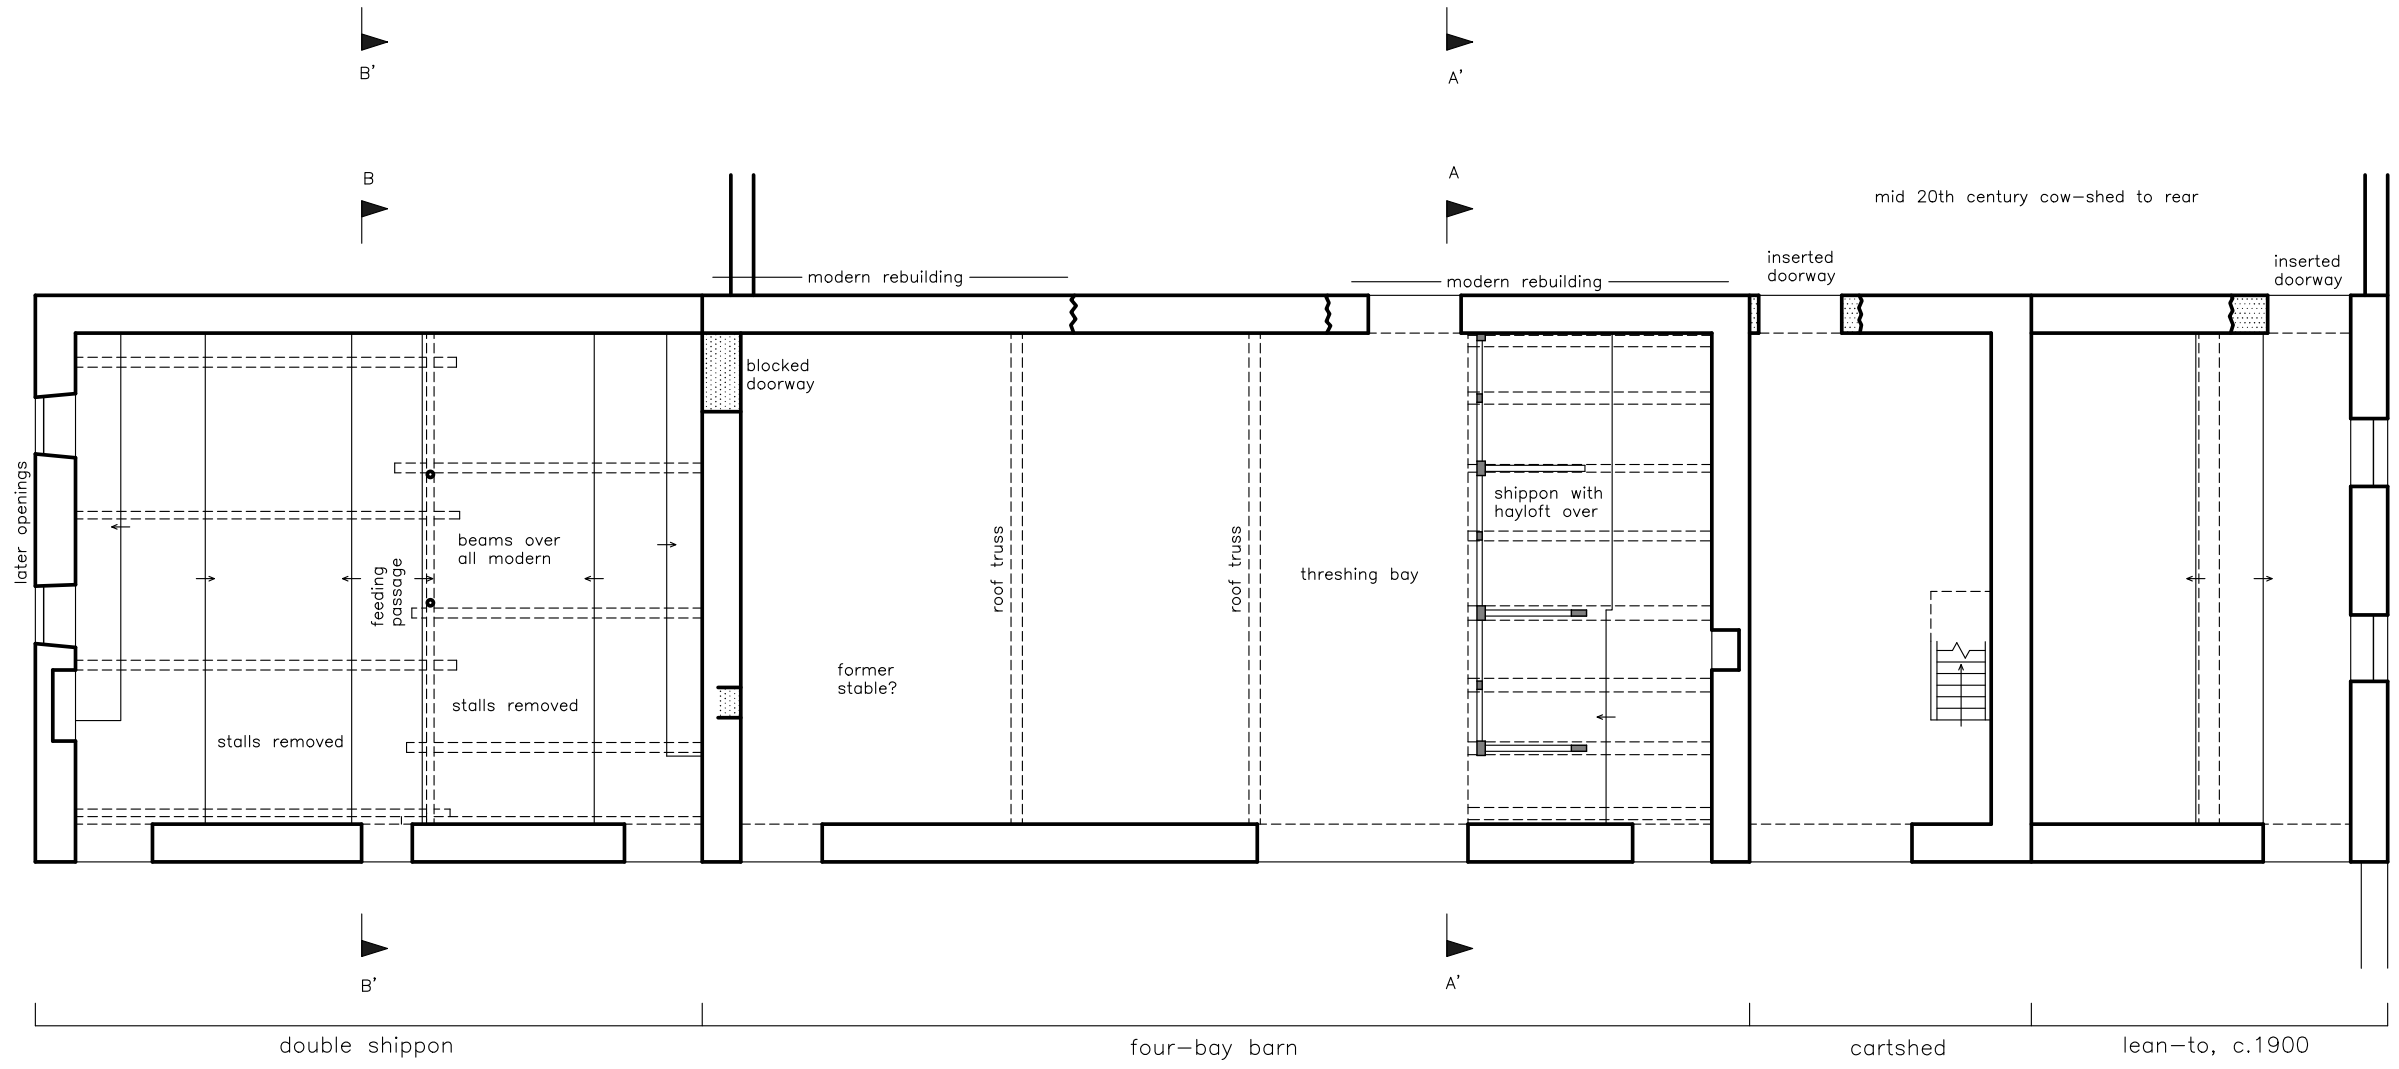 B'
A'
B
A
mid 20th century cow-shed to rear
inserted
doorway
inserted
doorway
modern rebuilding
modern rebuilding
blocked
doorway
later openings
shippon with
hayloft over
beams over
all modern
feeding
passage
roof truss
roof truss
threshing bay
former
stable?
stalls removed
stalls removed
B'
A'
double shippon
four-bay barn
cartshed
lean-to, c.1900